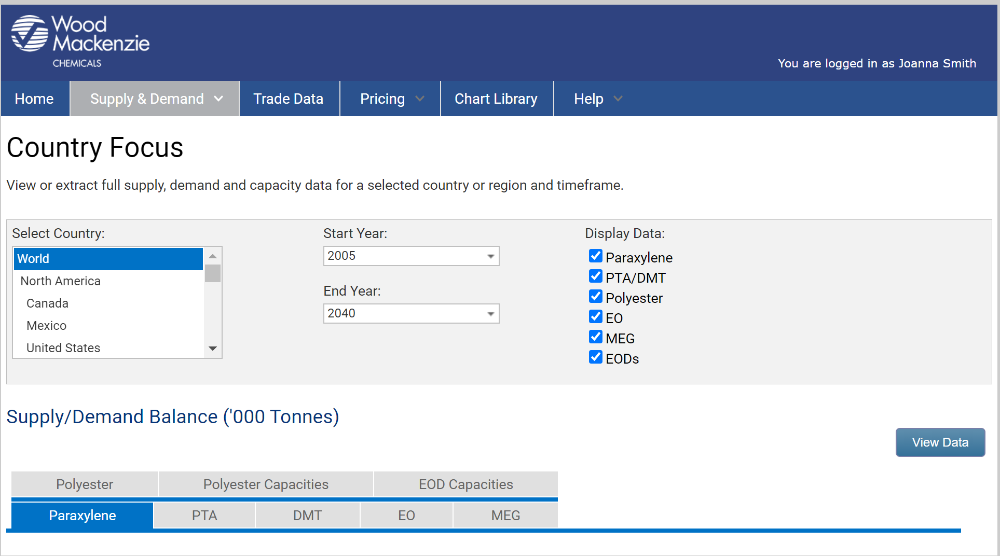 Wood
Mackenzie
CHEMICALS
You are logged in as Joanna Smith
Home
Supply & Demand
Trade Data
Pricing
Chart Library
Help
Country Focus
View or extract full supply, demand and capacity data for a selected country or region and timeframe.
Select Country:
World
North America
Canada
Mexico
United States
Start Year:
2005
End Year:
2040
Display Data:
Paraxylene
PTA/DMT
Polyester
EO
MEG
EODs
Supply/Demand Balance ('000 Tonnes)
View Data
Polyester
Polyester Capacities
EOD Capacities
Paraxylene
PTA
DMT
EO
MEG